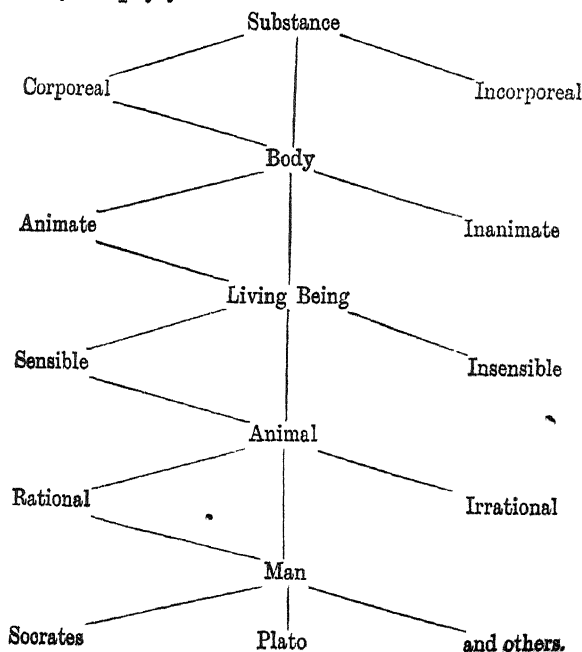 Substance
Corporeal Incorporeal
Body
Animate Inanimate
Living Being
Sensible Insensible
Animal
Rational Irrational
Man
Socrates Plato and others.